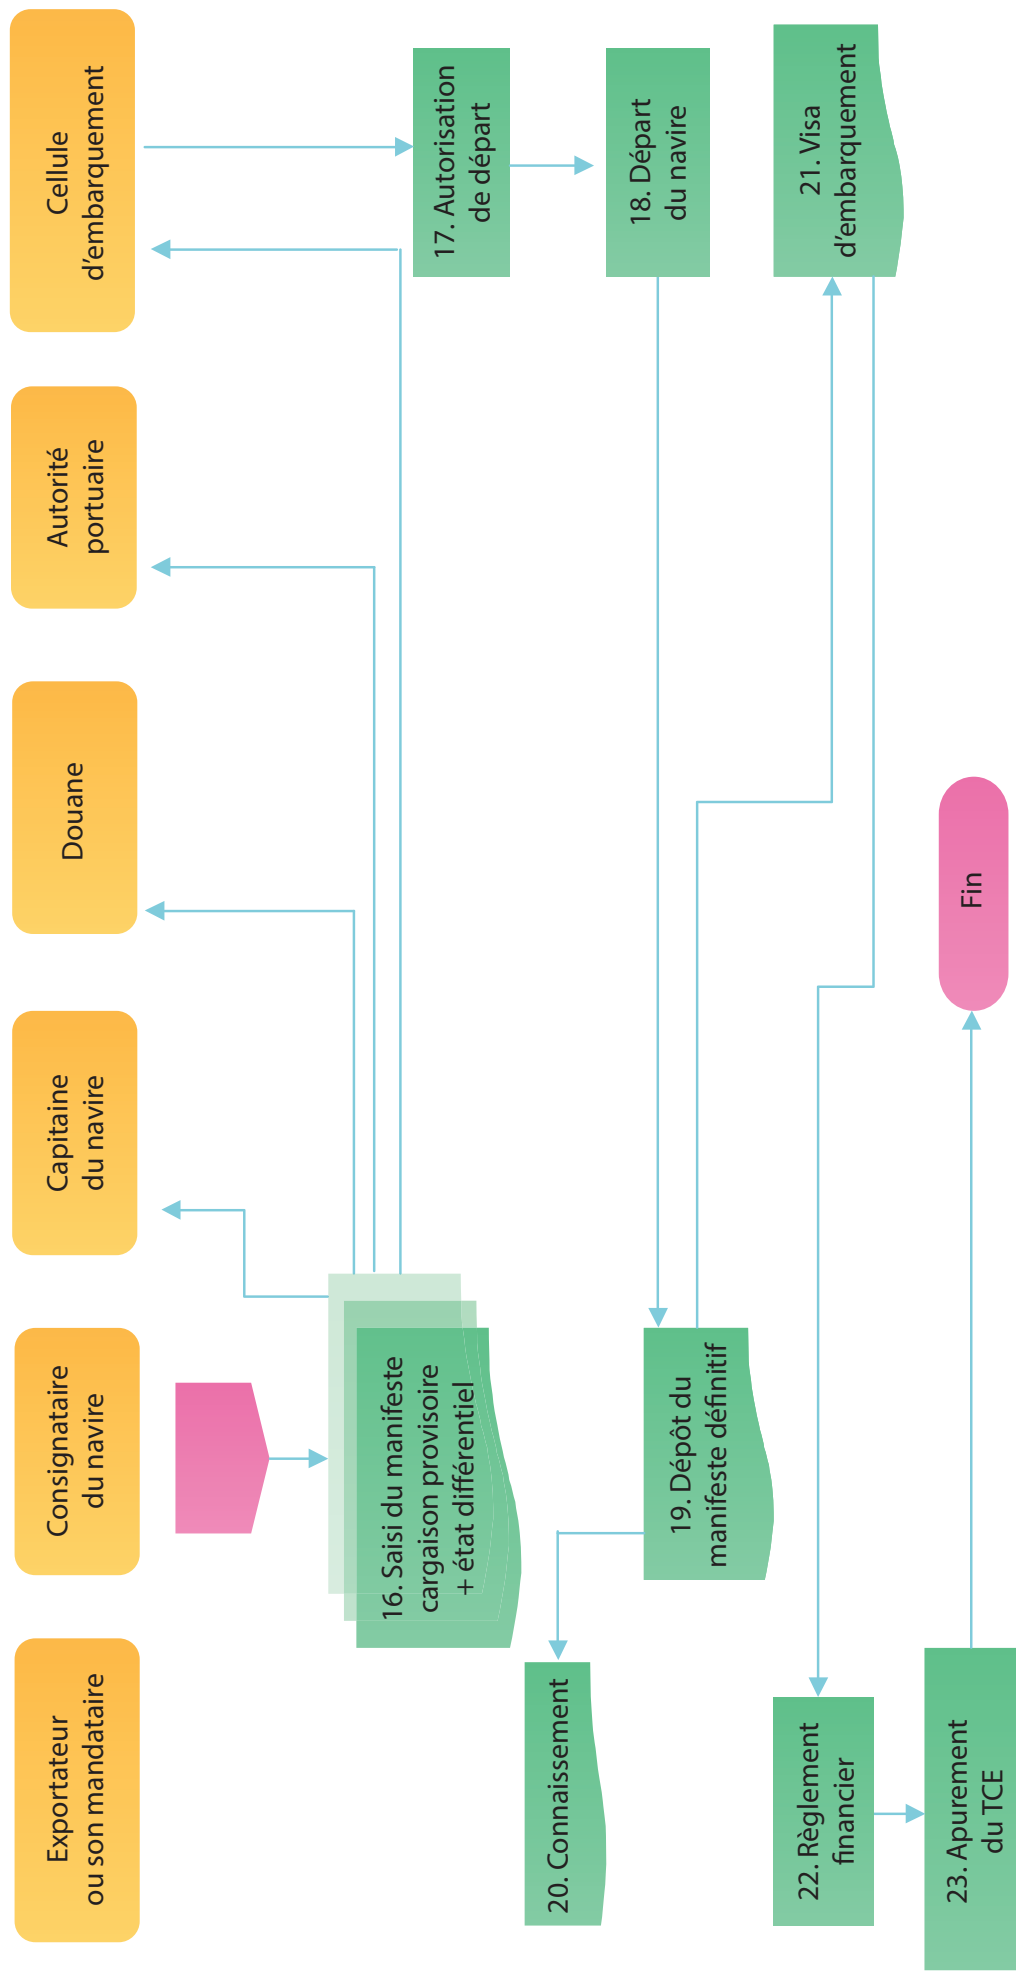 Exportateur
ou son mandataire
Consignataire
du navire
Capitaine
du navire
Douane
Autorité
portuaire
Cellule
d'embarquement
16. Saisi du manifeste
cargaison provisoire
+ état différentiel
17. Autorisation
de départ
18. Départ
du navire
19. Dépôt du
manifeste définitif
20. Connaissement
21. Visa
d'embarquement
22. Règlement
financier
23. Apurement
du TCE
Fin